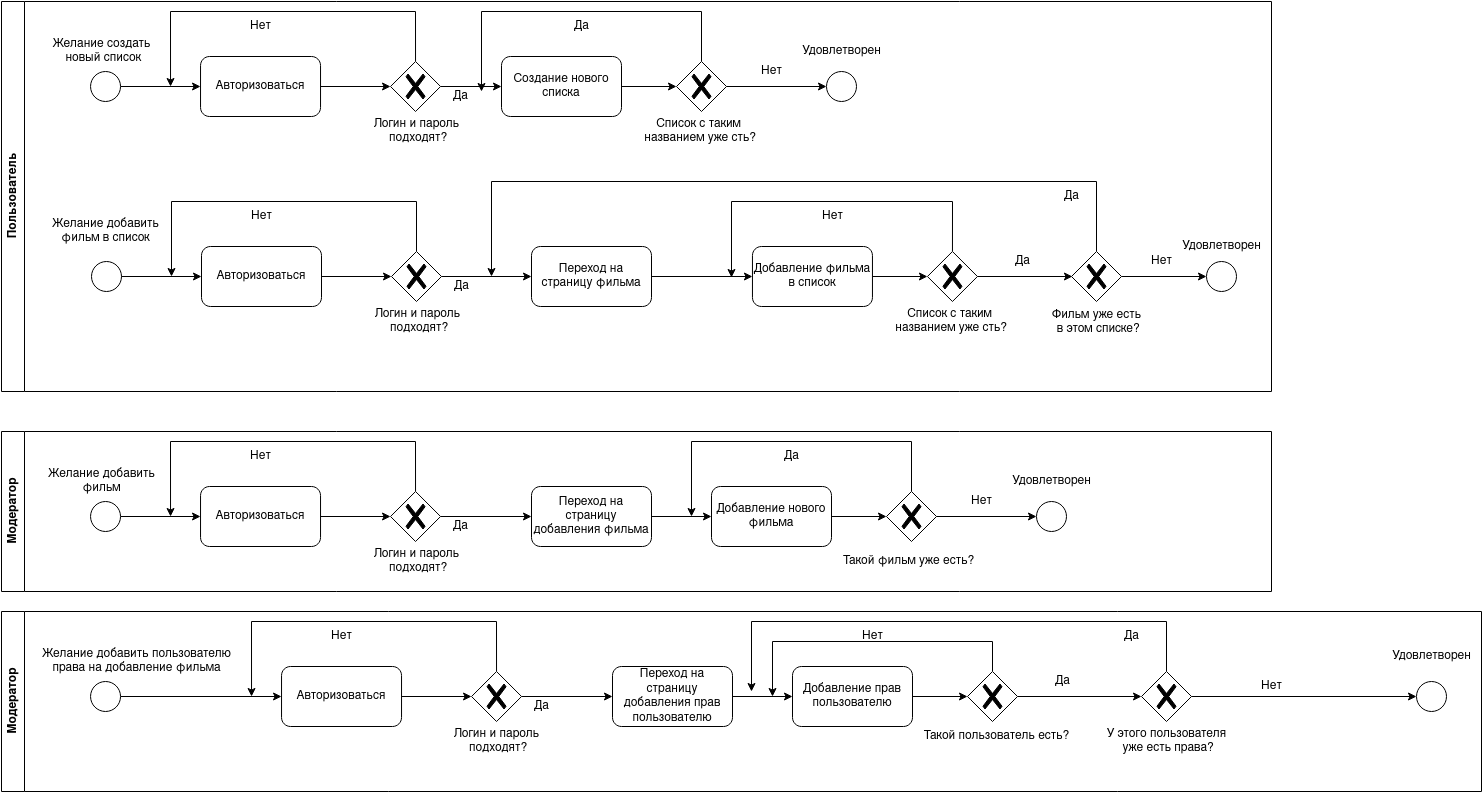 Пользователь
Нет
Да
Желание создать
новый список
Удовлетворен
Авторизоваться
Создание нового
списка
Нет
Да
Логин и пароль
подходят?
Список с таким
названием уже сть?
Да
Нет
Нет
Желание добавить
фильм в список
Удовлетворен
Авторизоваться
Переход на
страницу фильма
Добавление фильма
в список
Да
Нет
Да
Логин и пароль
подходят?
Список с таким
названием уже сть?
Фильм уже есть
в этом списке?
Модератор
Нет
Да
Желание добавить
фильм
Удовлетворен
Авторизоваться
Переход на
страницу
добавления фильма
Добавление нового
фильма
Нет
Да
Логин и пароль
подходят?
Такой фильм уже есть?
Модератор
Нет
Нет
Да
Желание добавить пользователю
права на добавление фильма
Удовлетворен
Авторизоваться
Переход на
страницу
добавления прав
пользователю
Добавление прав
пользователю
Да
Нет
Да
Логин и пароль
подходят?
Такой пользователь есть?
У этого пользователя
уже есть права?